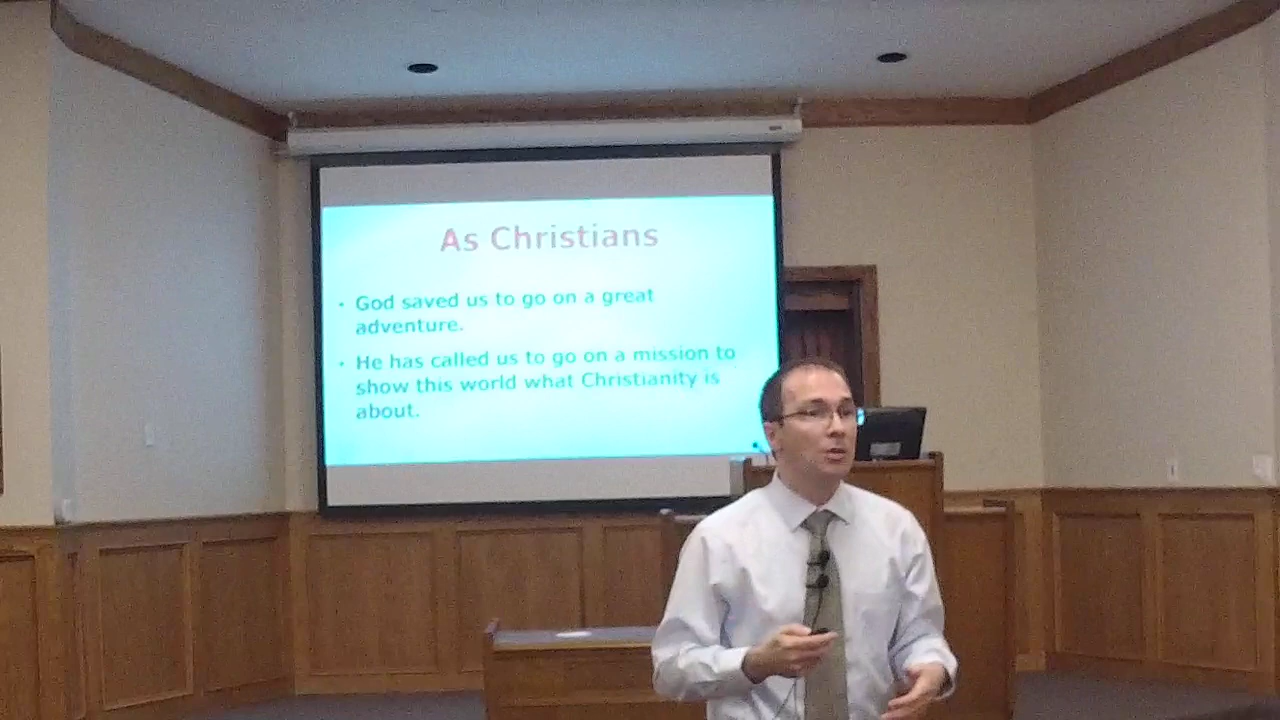 As Christians
• God saved us to go on a great
adventure.
• He has called us to go on a mission to
show this world what Christianity is
about.